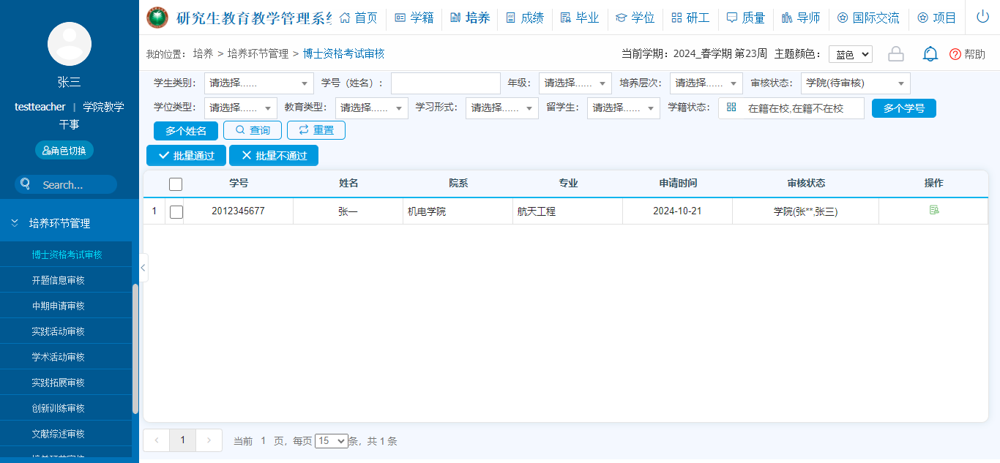 研究生教育教学管理系统
首页 学籍 培养 成绩 毕业 学位 研工 质量 导师 国际交流 项目
张三
testteacher | 学院教学干事
角色切换
Search...
培养环节管理
博士资格考试审核
开题信息审核
中期申请审核
实践活动审核
学术活动审核
实践拓展审核
创新训练审核
文献综述审核
我的位置： 培养 > 培养环节管理 > 博士资格考试审核
当前学期：2024_春学期 第23周 主题颜色： 蓝色 帮助
学生类别: 请选择...... 学号（姓名）: 年级: 请选择...... 培养层次: 请选择...... 审核状态: 学院(待审核)
学位类型: 请选择...... 教育类型: 请选择...... 学习形式: 请选择...... 留学生: 请选择...... 学籍状态: 在籍在校,在籍不在校 多个学号
多个姓名 查询 重置
批量通过 批量不通过
学号 姓名 院系 专业 申请时间 审核状态 操作
1 2012345677 张一 机电学院 航天工程 2024-10-21 学院(张**,张三)
< 1 > 当前 1 页，每页 15 条，共 1 条